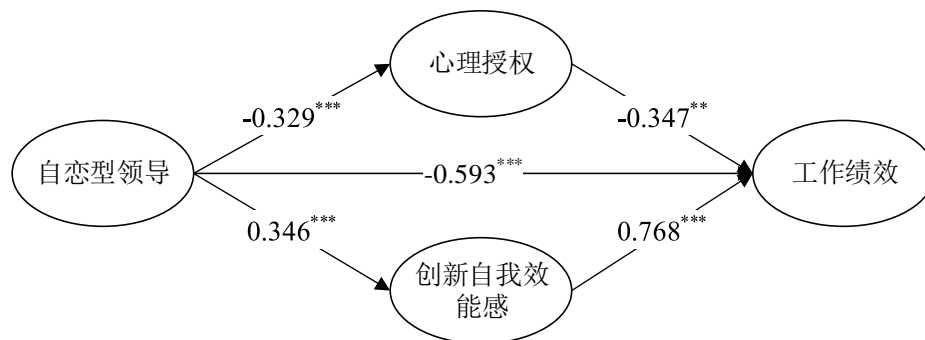 心理授权
-0.329***
-0.347**
自恋型领导
-0.593***
工作绩效
0.346***
0.768***
创新自我效
能感